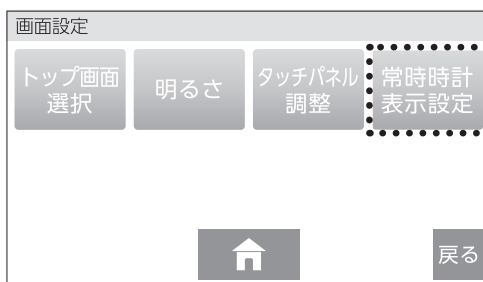 画面設定
トップ画面
選択
明るさ
タッチパネル
調整
常時時計
表示設定
戻る